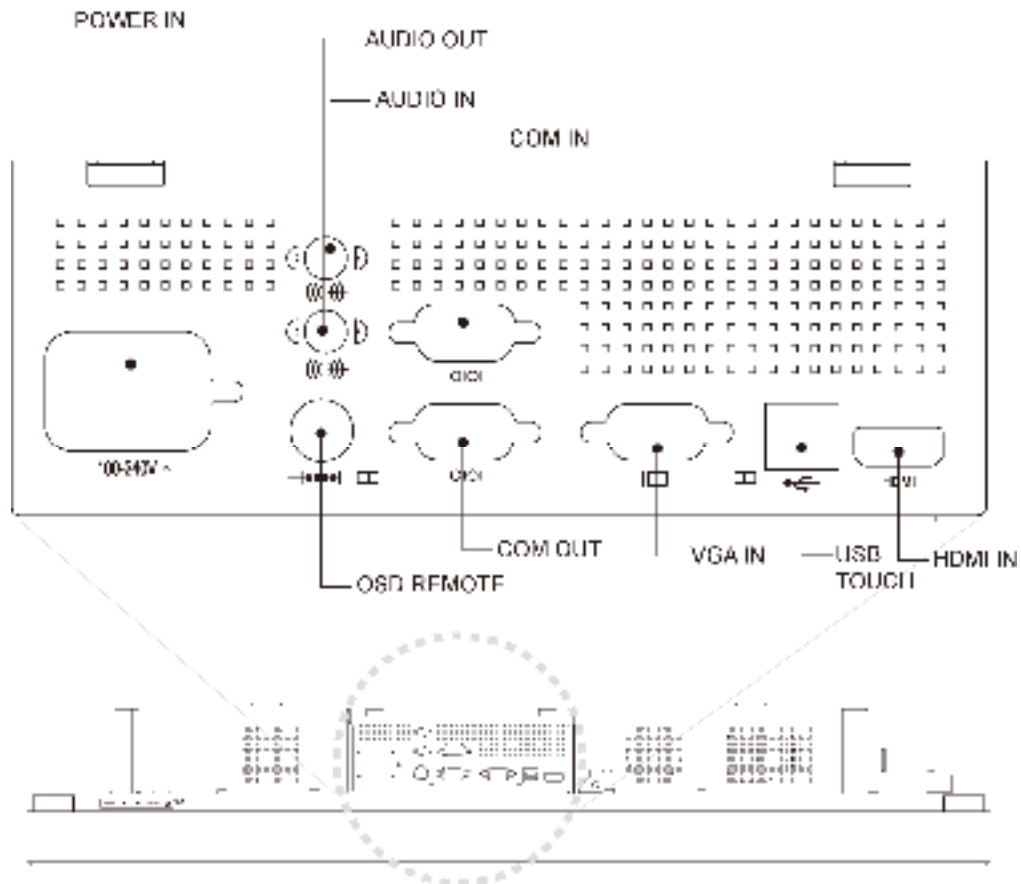 POWER IN
AUDIO OUT
AUDIO IN
COM IN
100-240V ~
HDMI
COM OUT
VGA IN
USB
TOUCH
HDMI IN
OSD REMOTE